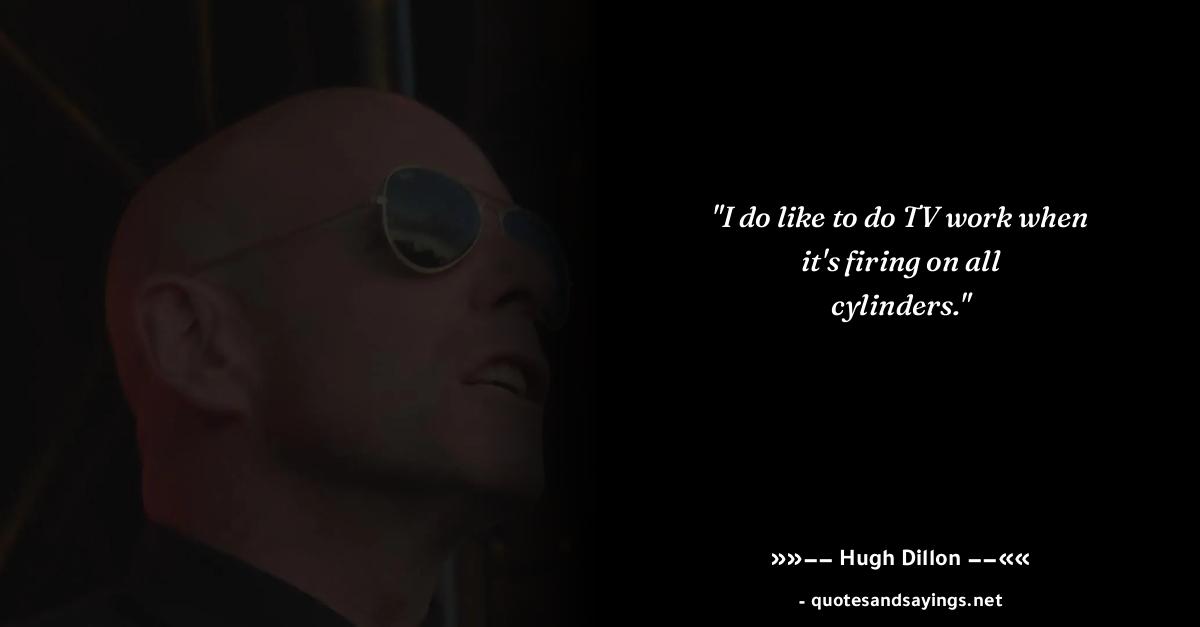 "I do like to do TV work when
it's firing on all
cylinders."
»»–– Hugh Dillon ––««
- quotesandsayings.net